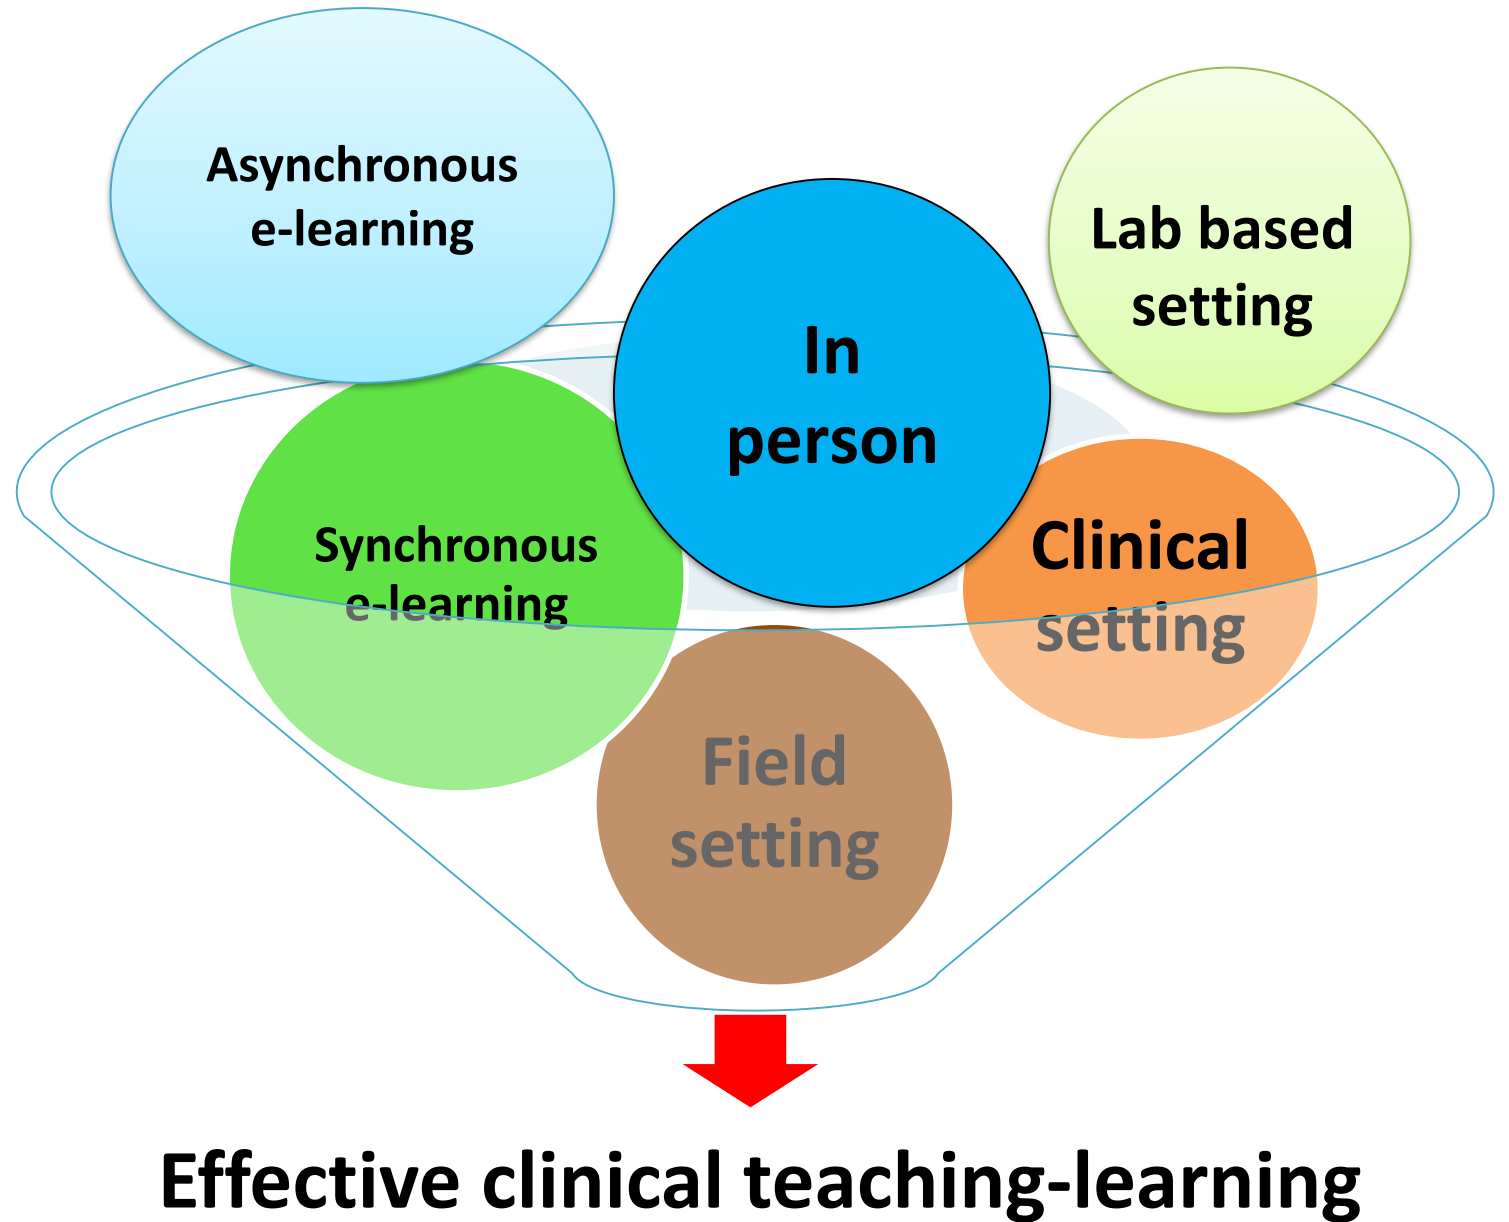 Asynchronous
e-learning
Lab based
setting
In
person
Synchronous
e-learning
Clinical
setting
Field
setting
Effective clinical teaching-learning